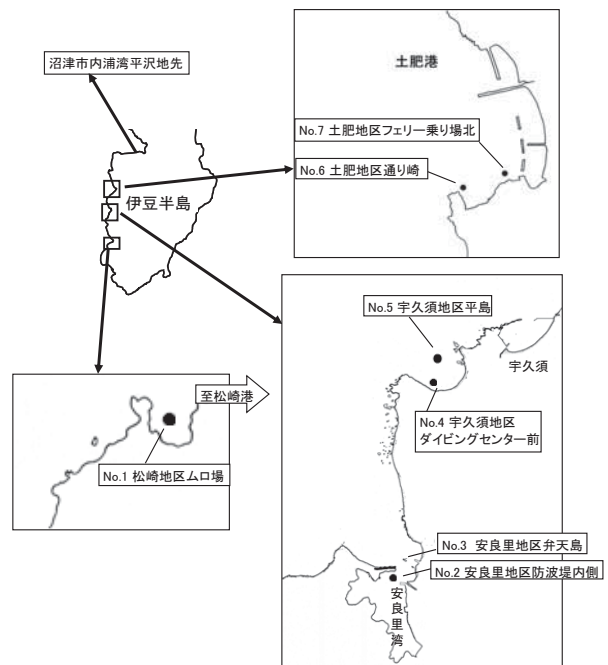 沼津市内浦湾平沢地先
土肥港
No.7 土肥地区フェリー乗り場北
No.6 土肥地区通り崎
伊豆半島
No.5 宇久須地区平島
宇久須
No.4 宇久須地区
ダイビングセンター前
至松崎港
No.1 松崎地区ムロ場
No.3 安良里地区弁天島
No.2 安良里地区防波堤内側
安良里湾